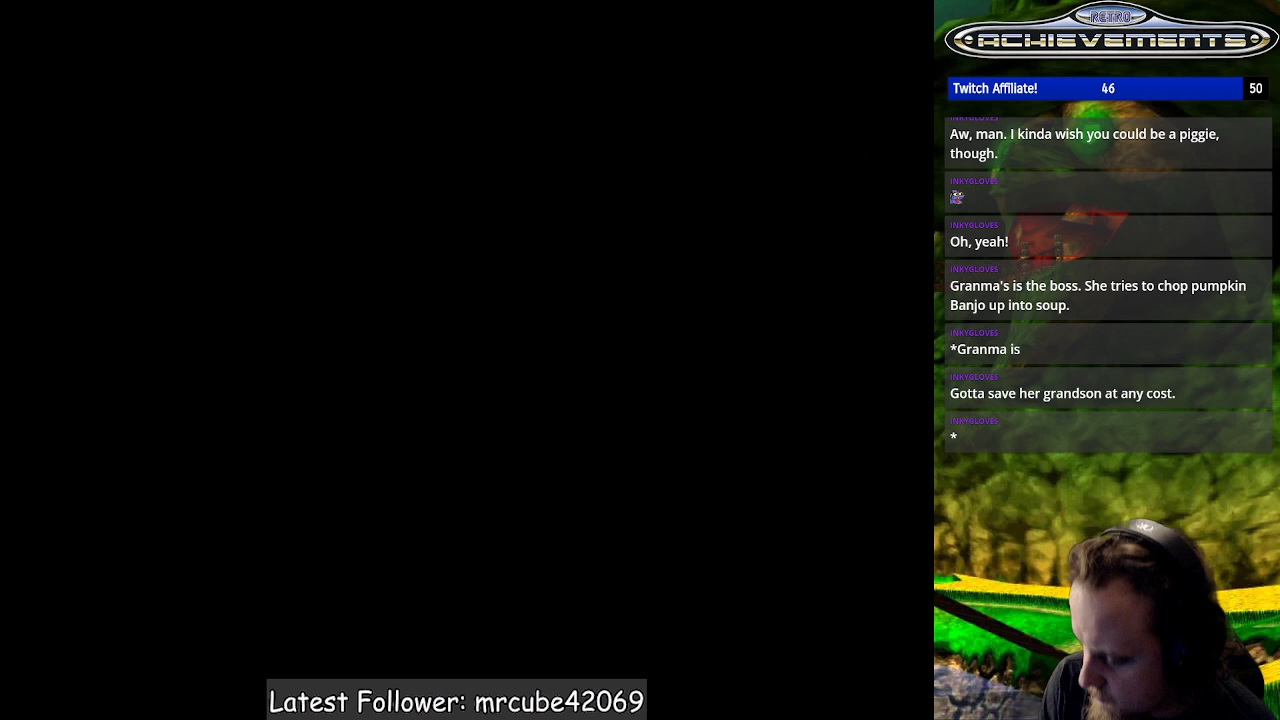 RETRO
ACHIEVEMENTS
Twitch Affiliate! 46 50
INKYGLOVES
Aw, man. I kinda wish you could be a piggie,
though.
INKYGLOVES
INKYGLOVES
Oh, yeah!
INKYGLOVES
Granma's is the boss. She tries to chop pumpkin
Banjo up into soup.
INKYGLOVES
*Granma is
INKYGLOVES
Gotta save her grandson at any cost.
INKYGLOVES
*
Latest Follower: mrcube42069